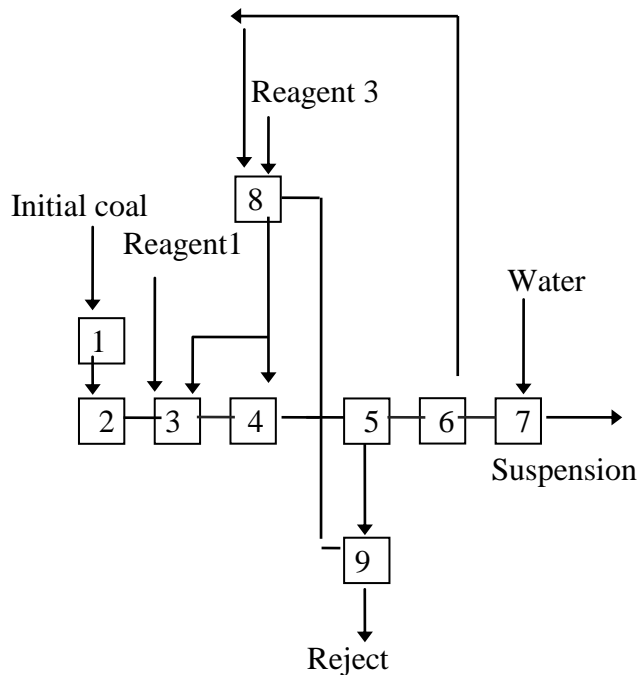 Reagent 3
8
Initial coal
Reagent1
Water
1
2 3 4 5 6 7
Suspension
9
Reject